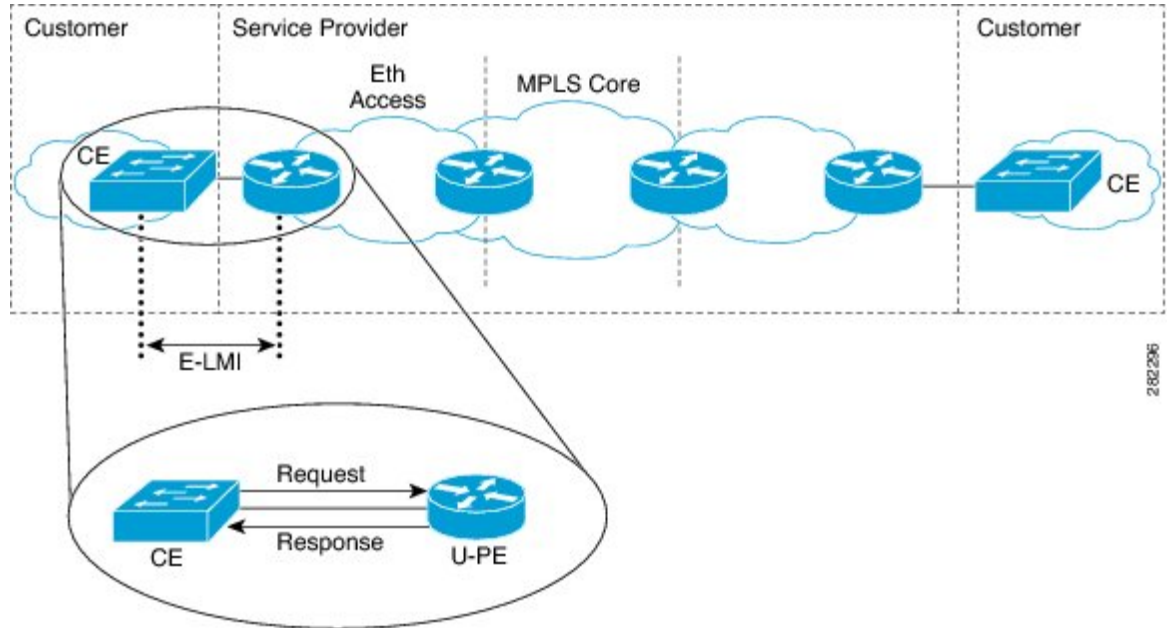 Customer
Service Provider
Customer
Eth
Access
MPLS Core
CE
CE
E-LMI
282296
Request
Response
CE
U-PE